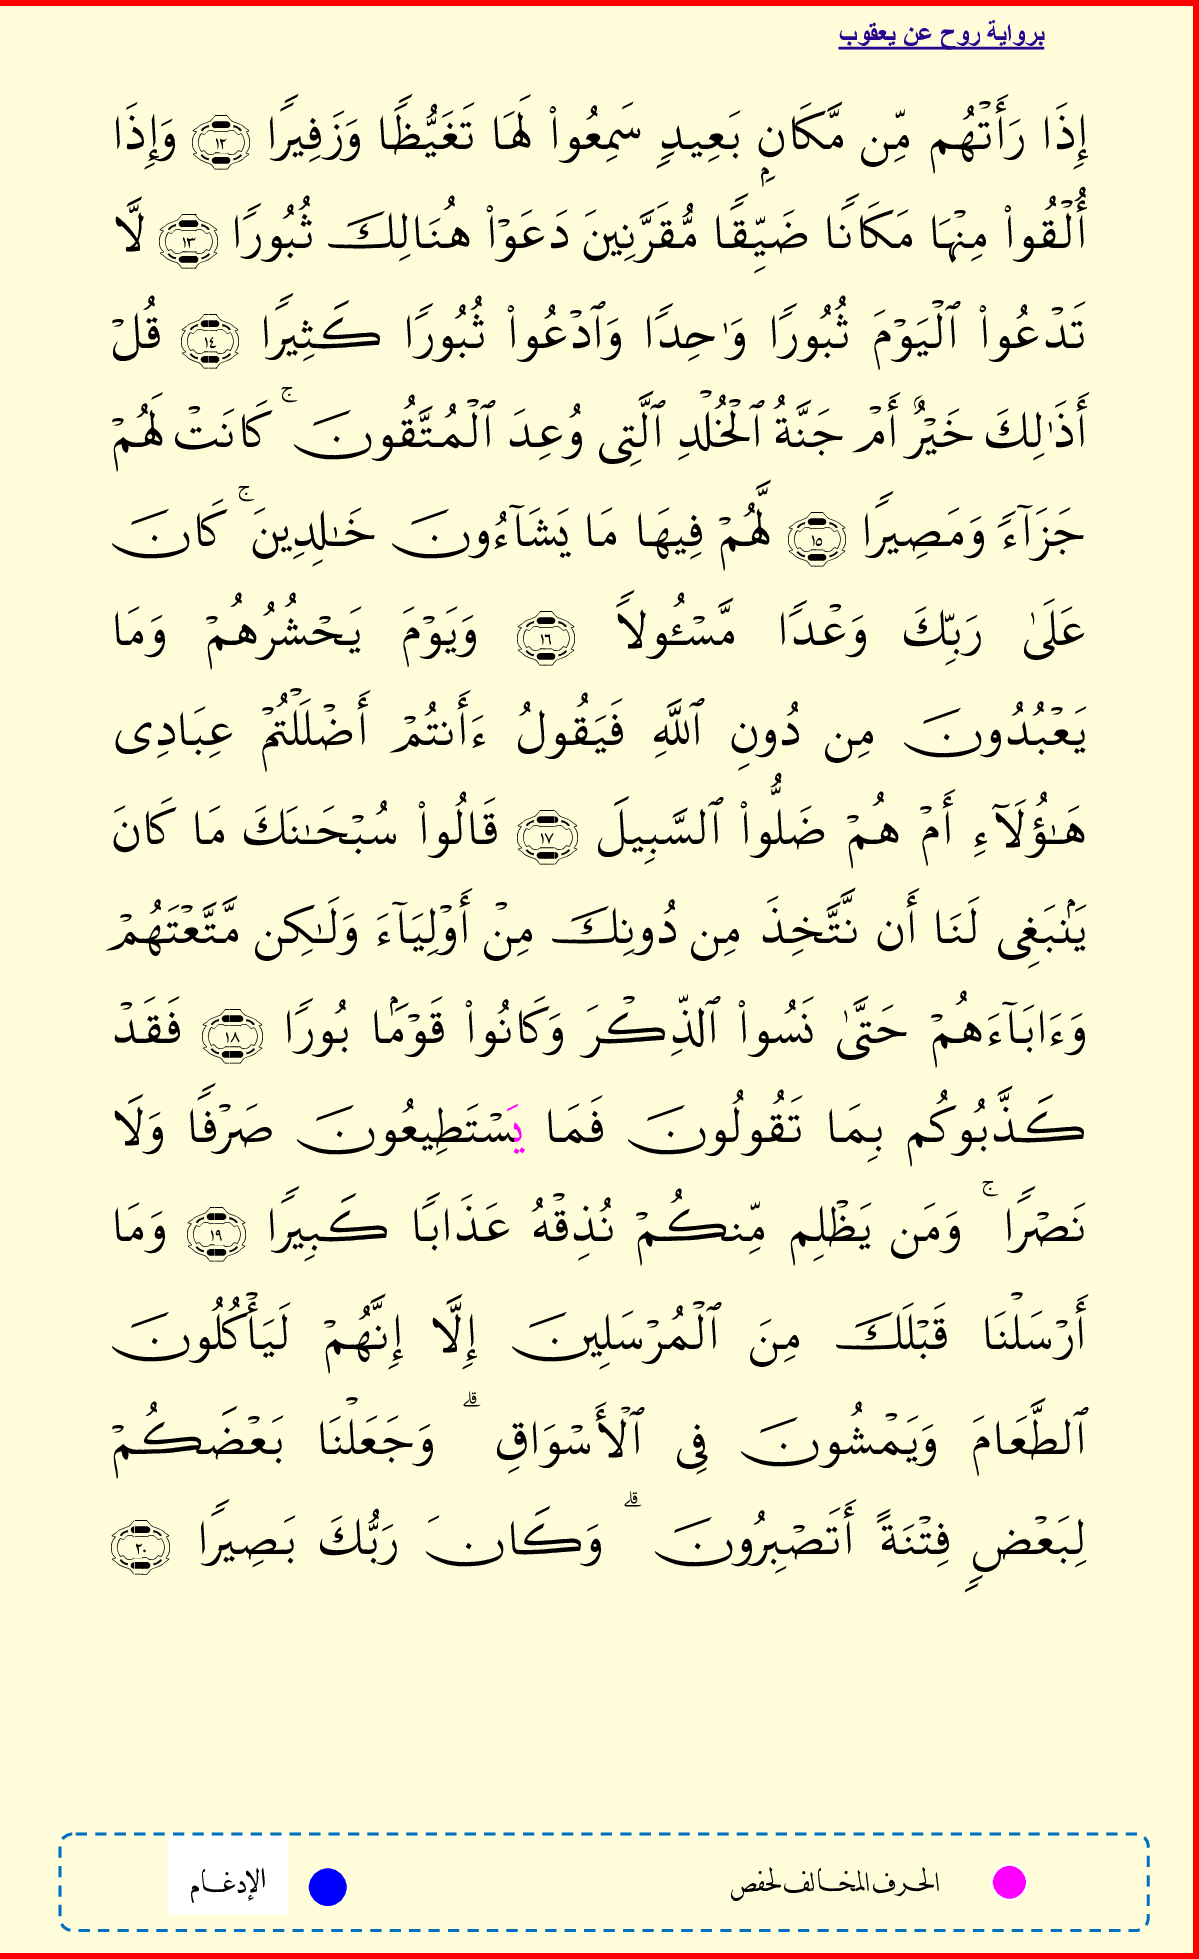 برواية روح عن يعقوب
إِذَا رَأَتْهُم مِّن مَّكَانٍۭ بَعِيدٍ سَمِعُوا۟ لَهَا تَغَيُّظًا وَزَفِيرًا ١٢ وَإِذَا
أُلْقُوا۟ مِنْهَا مَكَانًا ضَيِّقًا مُّقَرَّنِينَ دَعَوْا۟ هُنَالِكَ ثُبُورًا ١٣ لَّا
تَدْعُوا۟ ٱلْيَوْمَ ثُبُورًا وَٰحِدًا وَٱدْعُوا۟ ثُبُورًا كَثِيرًا ١٤ قُلْ
أَذَٰلِكَ خَيْرٌ أَمْ جَنَّةُ ٱلْخُلْدِ ٱلَّتِى وُعِدَ ٱلْمُتَّقُونَ ۚ كَانَتْ لَهُمْ
جَزَآءً وَمَصِيرًا ١٥ لَّهُمْ فِيهَا مَا يَشَآءُونَ خَـٰلِدِينَ ۚ كَانَ
عَلَىٰ رَبِّكَ وَعْدًا مَّسْـُٔولاً ١٦ وَيَوْمَ يَحْشُرُهُمْ وَمَا
يَعْبُدُونَ مِن دُونِ ٱللَّهِ فَيَقُولُ ءَأَنتُمْ أَضْلَلْتُمْ عِبَادِى
هَـٰٓؤُلَآءِ أَمْ هُمْ ضَلُّوا۟ ٱلسَّبِيلَ ١٧ قَالُوا۟ سُبْحَـٰنَكَ مَا كَانَ
يَنۢبَغِى لَنَا أَن نَّتَّخِذَ مِن دُونِكَ مِنْ أَوْلِيَآءَ وَلَـٰكِن مَّتَّعْتَهُمْ
وَءَابَآءَهُمْ حَتَّىٰ نَسُوا۟ ٱلذِّكْرَ وَكَانُوا۟ قَوْمًۢا بُورًا ١٨ فَقَدْ
كَذَّبُوكُم بِمَا تَقُولُونَ فَمَا يَسْتَطِيعُونَ صَرْفًا وَلَا
نَصْرًا ۚ وَمَن يَظْلِم مِّنكُمْ نُذِقْهُ عَذَابًا كَبِيرًا ١٩ وَمَا
أَرْسَلْنَا قَبْلَكَ مِنَ ٱلْمُرْسَلِينَ إِلَّا إِنَّهُمْ لَيَأْكُلُونَ
ٱلطَّعَامَ وَيَمْشُونَ فِى ٱلْأَسْوَاقِ ۗ وَجَعَلْنَا بَعْضَكُمْ
لِبَعْضٍ فِتْنَةً أَتَصْبِرُونَ ۗ وَكَانَ رَبُّكَ بَصِيرًا ٢٠
الحرف المخالف لحفص
الإدغام